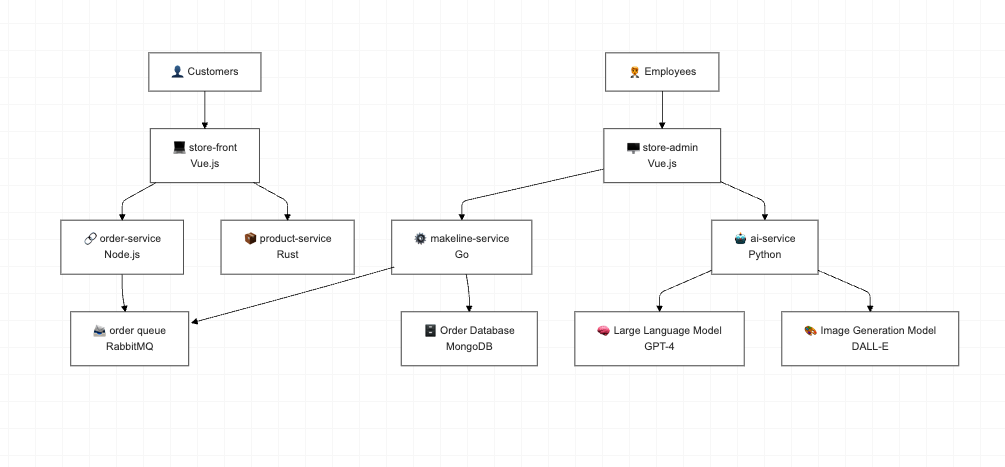 👤 Customers
Employees
store-front
Vue.js
store-admin
Vue.js
order-service
Node.js
product-service
Rust
makeline-service
Go
ai-service
Python
order queue
RabbitMQ
Order Database
MongoDB
Large Language Model
GPT-4
Image Generation Model
DALL-E